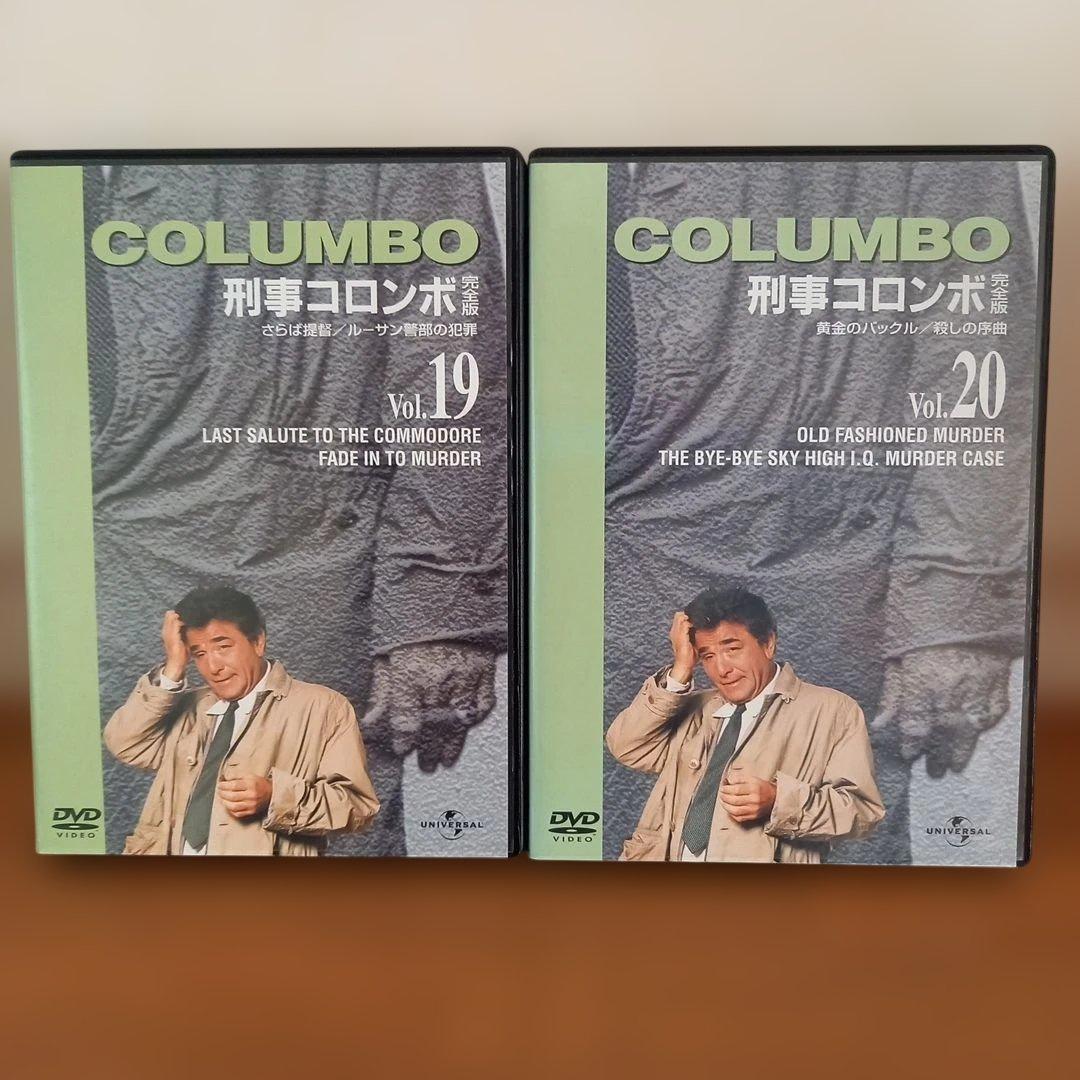 COLUMBO
刑事コロンボ 完全版
さらば提督／ルーサン警部の犯罪
Vol.19
LAST SALUTE TO THE COMMODORE
FADE IN TO MURDER
DVD
VIDEO
UNIVERSAL
COLUMBO
刑事コロンボ 完全版
黄金のバックル／殺しの序曲
Vol.20
OLD FASHIONED MURDER
THE BYE-BYE SKY HIGH I.Q. MURDER CASE
DVD
VIDEO
UNIVERSAL